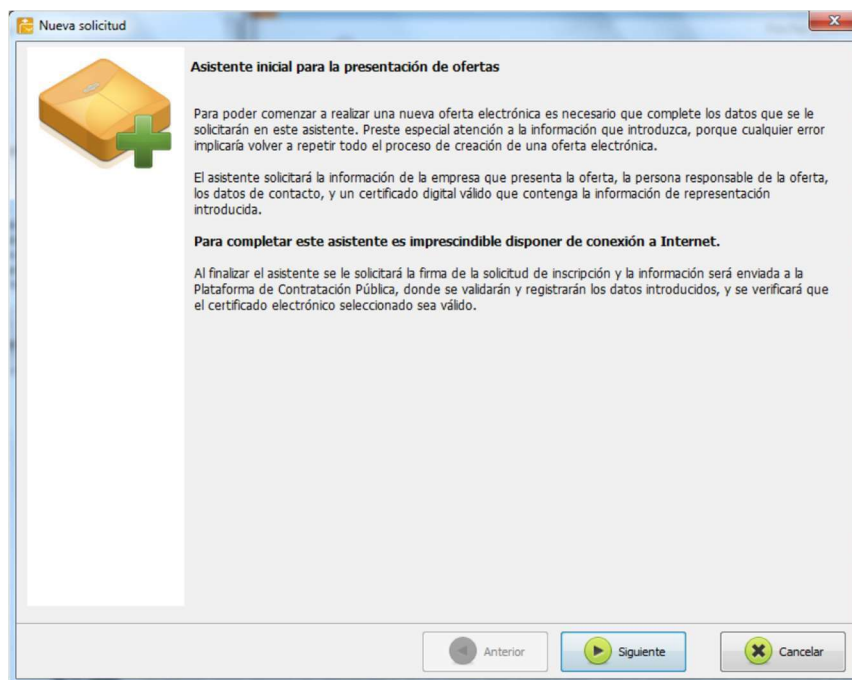 Nueva solicitud
Asistente inicial para la presentación de ofertas
Para poder comenzar a realizar una nueva oferta electrónica es necesario que complete los datos que se le
solicitarán en este asistente. Preste especial atención a la información que introduzca, porque cualquier error
implicaría volver a repetir todo el proceso de creación de una oferta electrónica.
El asistente solicitará la información de la empresa que presenta la oferta, la persona responsable de la oferta,
los datos de contacto, y un certificado digital válido que contenga la información de representación
introducida.
Para completar este asistente es imprescindible disponer de conexión a Internet.
Al finalizar el asistente se le solicitará la firma de la solicitud de inscripción y la información será enviada a la
Plataforma de Contratación Pública, donde se validarán y registrarán los datos introducidos, y se verificará que
el certificado electrónico seleccionado sea válido.
Anterior
Siguiente
Cancelar